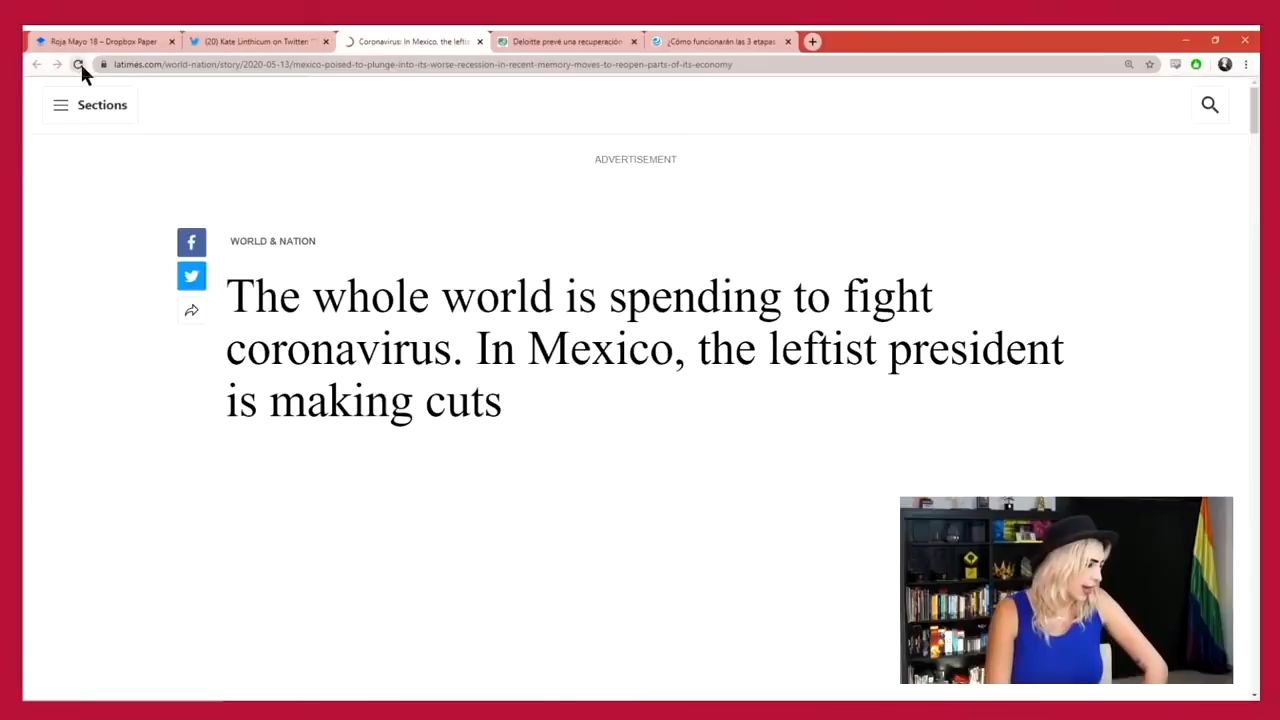 Roja Mayo 18 – Dropbox Paper
(20) Kate Linthicum on Twitter: "
Coronavirus: In Mexico, the leftis
Deloitte prevé una recuperación
¿Cómo funcionarán las 3 etapas
latimes.com/world-nation/story/2020-05-13/mexico-poised-to-plunge-into-its-worse-recession-in-recent-memory-moves-to-reopen-parts-of-its-economy
Sections
ADVERTISEMENT
WORLD & NATION
The whole world is spending to fight
coronavirus. In Mexico, the leftist president
is making cuts